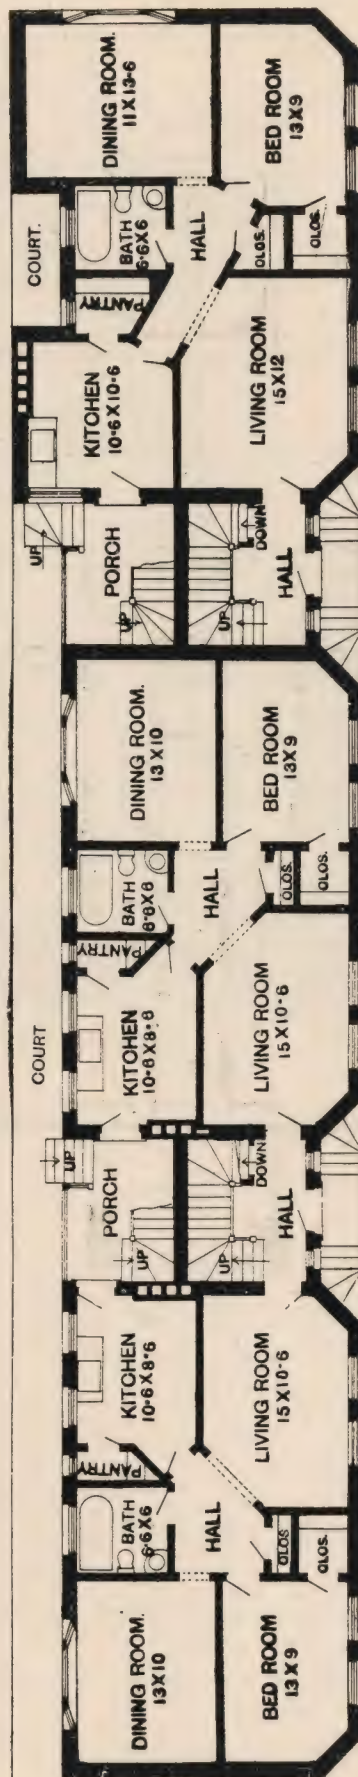 DINING ROOM.
13X10
BATH
6-6X6
PANTRY
KITCHEN
10-6X8-6
BED ROOM
13X9
HALL
CLOS
CLOS.
LIVING ROOM
15X10-6
UP
PORCH
UP
UP
DOWN
HALL
COURT
KITCHEN
10-6X8-6
PANTRY
BATH
6-6X6
DINING ROOM.
13X10
LIVING ROOM
15X10-6
HALL
CLOS.
CLOS.
BED ROOM
13X9
UP
PORCH
UP
UP
DOWN
HALL
COURT.
KITCHEN
10-6X10-6
PANTRY
BATH
6-6X6
DINING ROOM.
11X13-6
LIVING ROOM
15X12
HALL
CLOS.
CLOS.
BED ROOM
13X9